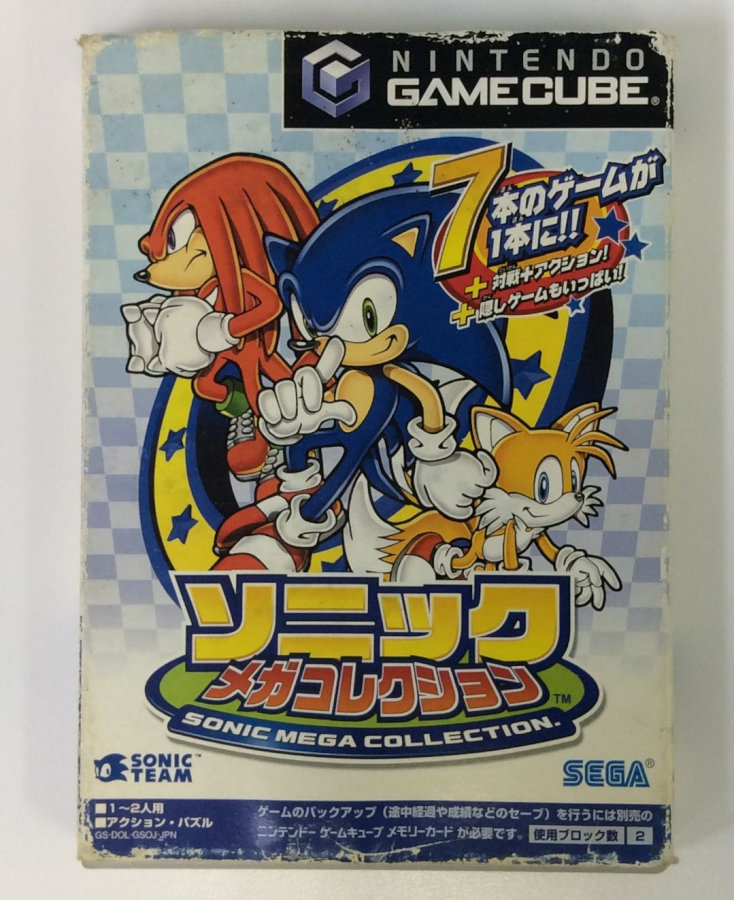 NINTENDO
GAMECUBE®
7
本のゲームが
1本に!!
+対戦+アクション!
+隠しゲームもいっぱい!!
ソニック
メガコレクション™
SONIC MEGA COLLECTION.
SONIC™
TEAM
SEGA®
■1〜2人用
■アクション・パズル
GS-DOL-GSOJ-JPN
ゲームのバックアップ(途中経過や成績などのセーブ)を行うには別売の
ニンテンドー ゲームキューブ メモリーカード が必要です。 使用ブロック数 2